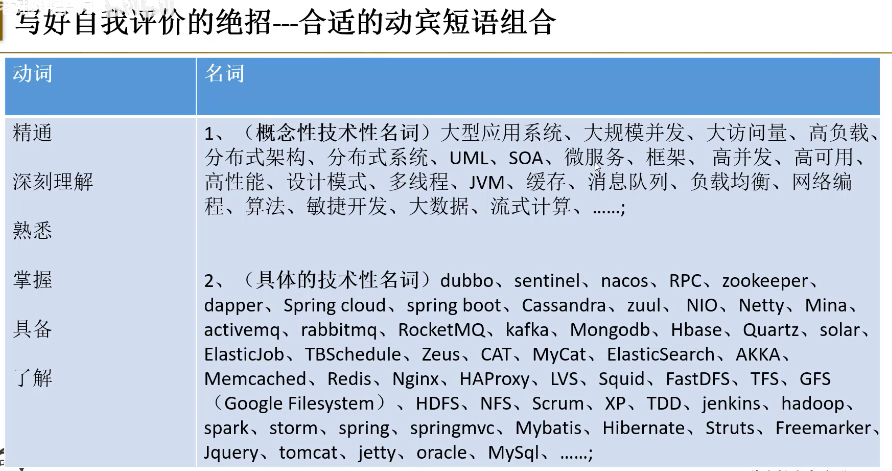 写好自我评价的绝招---合适的动宾短语组合
动词
名词
精通
深刻理解
熟悉
掌握
具备
了解
1、（概念性技术性名词）大型应用系统、大规模并发、大访问量、高负载、
分布式架构、分布式系统、UML、SOA、微服务、框架、 高并发、高可用、
高性能、设计模式、多线程、JVM、缓存、消息队列、负载均衡、网络编
程、算法、敏捷开发、大数据、流式计算、……;
2、（具体的技术性名词）dubbo、sentinel、nacos、RPC、zookeeper、
dapper、Spring cloud、spring boot、Cassandra、zuul、 NIO、Netty、Mina、
activemq、rabbitmq、RocketMQ、kafka、Mongodb、Hbase、Quartz、solar、
ElasticJob、TBSchedule、Zeus、CAT、MyCat、ElasticSearch、AKKA、
Memcached、Redis、Nginx、HAProxy、LVS、Squid、FastDFS、TFS、GFS
（Google Filesystem）、HDFS、NFS、Scrum、XP、TDD、jenkins、hadoop、
spark、storm、spring、springmvc、Mybatis、Hibernate、Struts、Freemarker、
Jquery、tomcat、jetty、oracle、MySql、……;